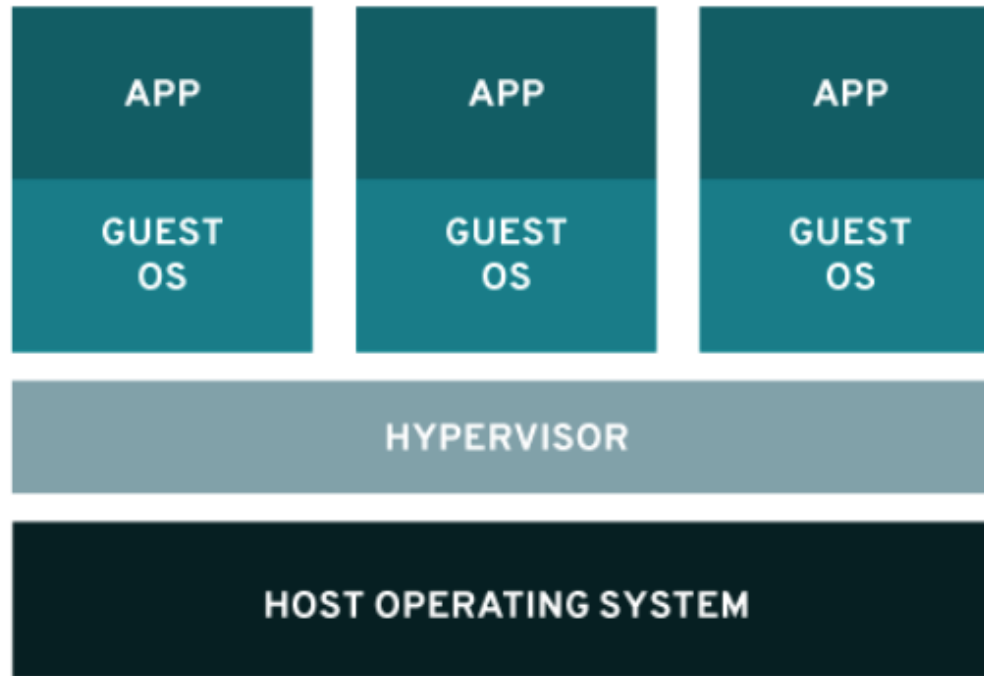 APP
APP
APP
GUEST
OS
GUEST
OS
GUEST
OS
HYPERVISOR
HOST OPERATING SYSTEM